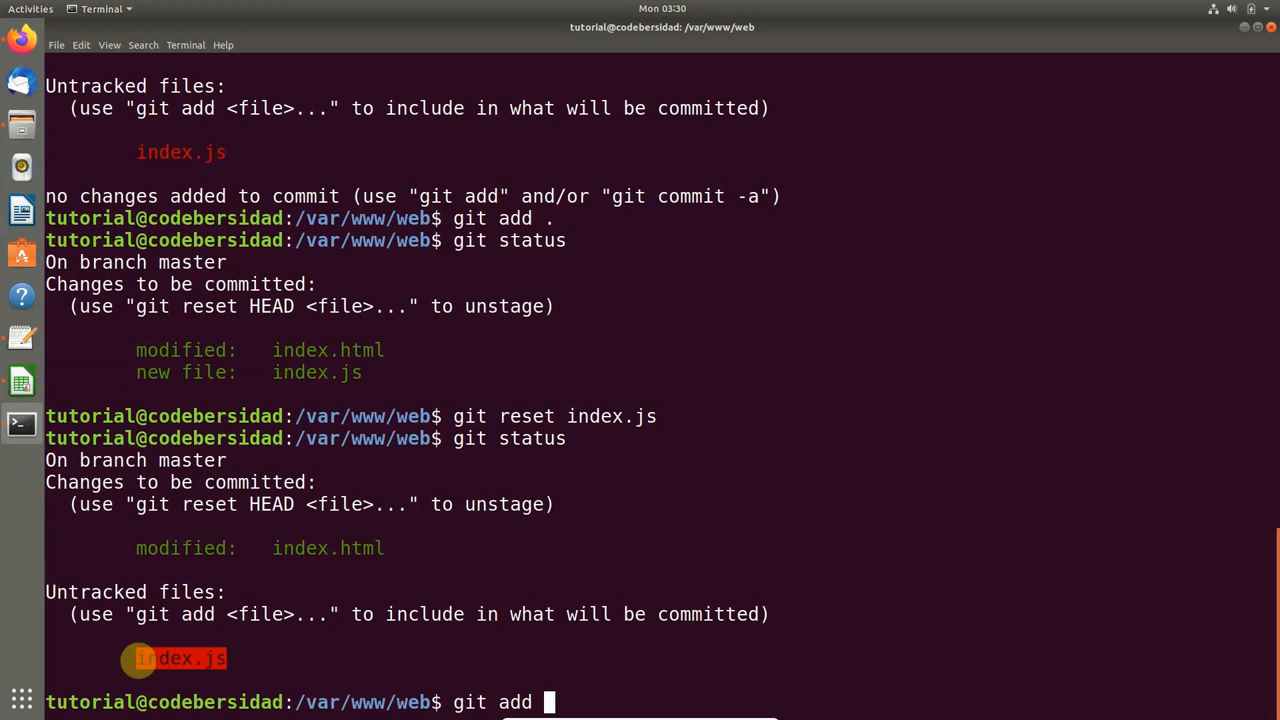 Activities
Terminal
Mon 03:30
tutorial@codebersidad: /var/www/web
File Edit View Search Terminal Help
Untracked files:
  (use "git add <file>..." to include in what will be committed)
        index.js
no changes added to commit (use "git add" and/or "git commit -a")
tutorial@codebersidad:/var/www/web$ git add .
tutorial@codebersidad:/var/www/web$ git status
On branch master
Changes to be committed:
  (use "git reset HEAD <file>..." to unstage)
        modified:   index.html
        new file:   index.js
tutorial@codebersidad:/var/www/web$ git reset index.js
tutorial@codebersidad:/var/www/web$ git status
On branch master
Changes to be committed:
  (use "git reset HEAD <file>..." to unstage)
        modified:   index.html
Untracked files:
  (use "git add <file>..." to include in what will be committed)
        index.js
tutorial@codebersidad:/var/www/web$ git add